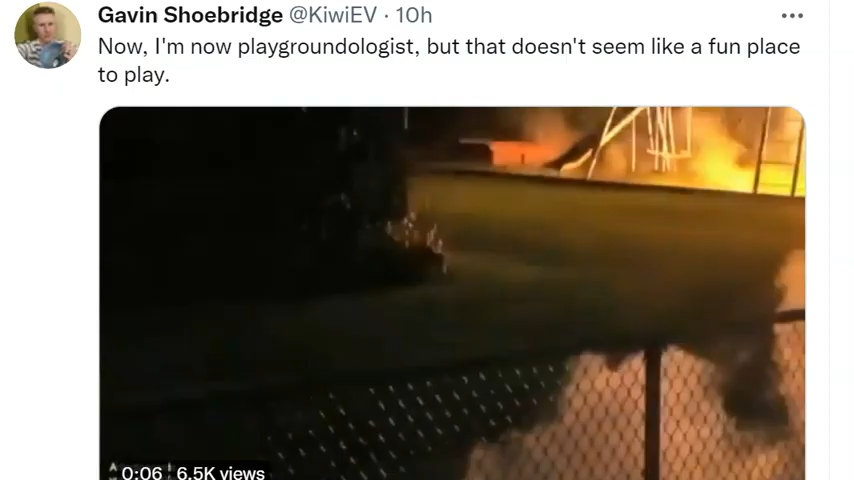 Gavin Shoebridge @KiwiEV · 10h
Now, I'm now playgroundologist, but that doesn't seem like a fun place
to play.
0:06 6.5K views